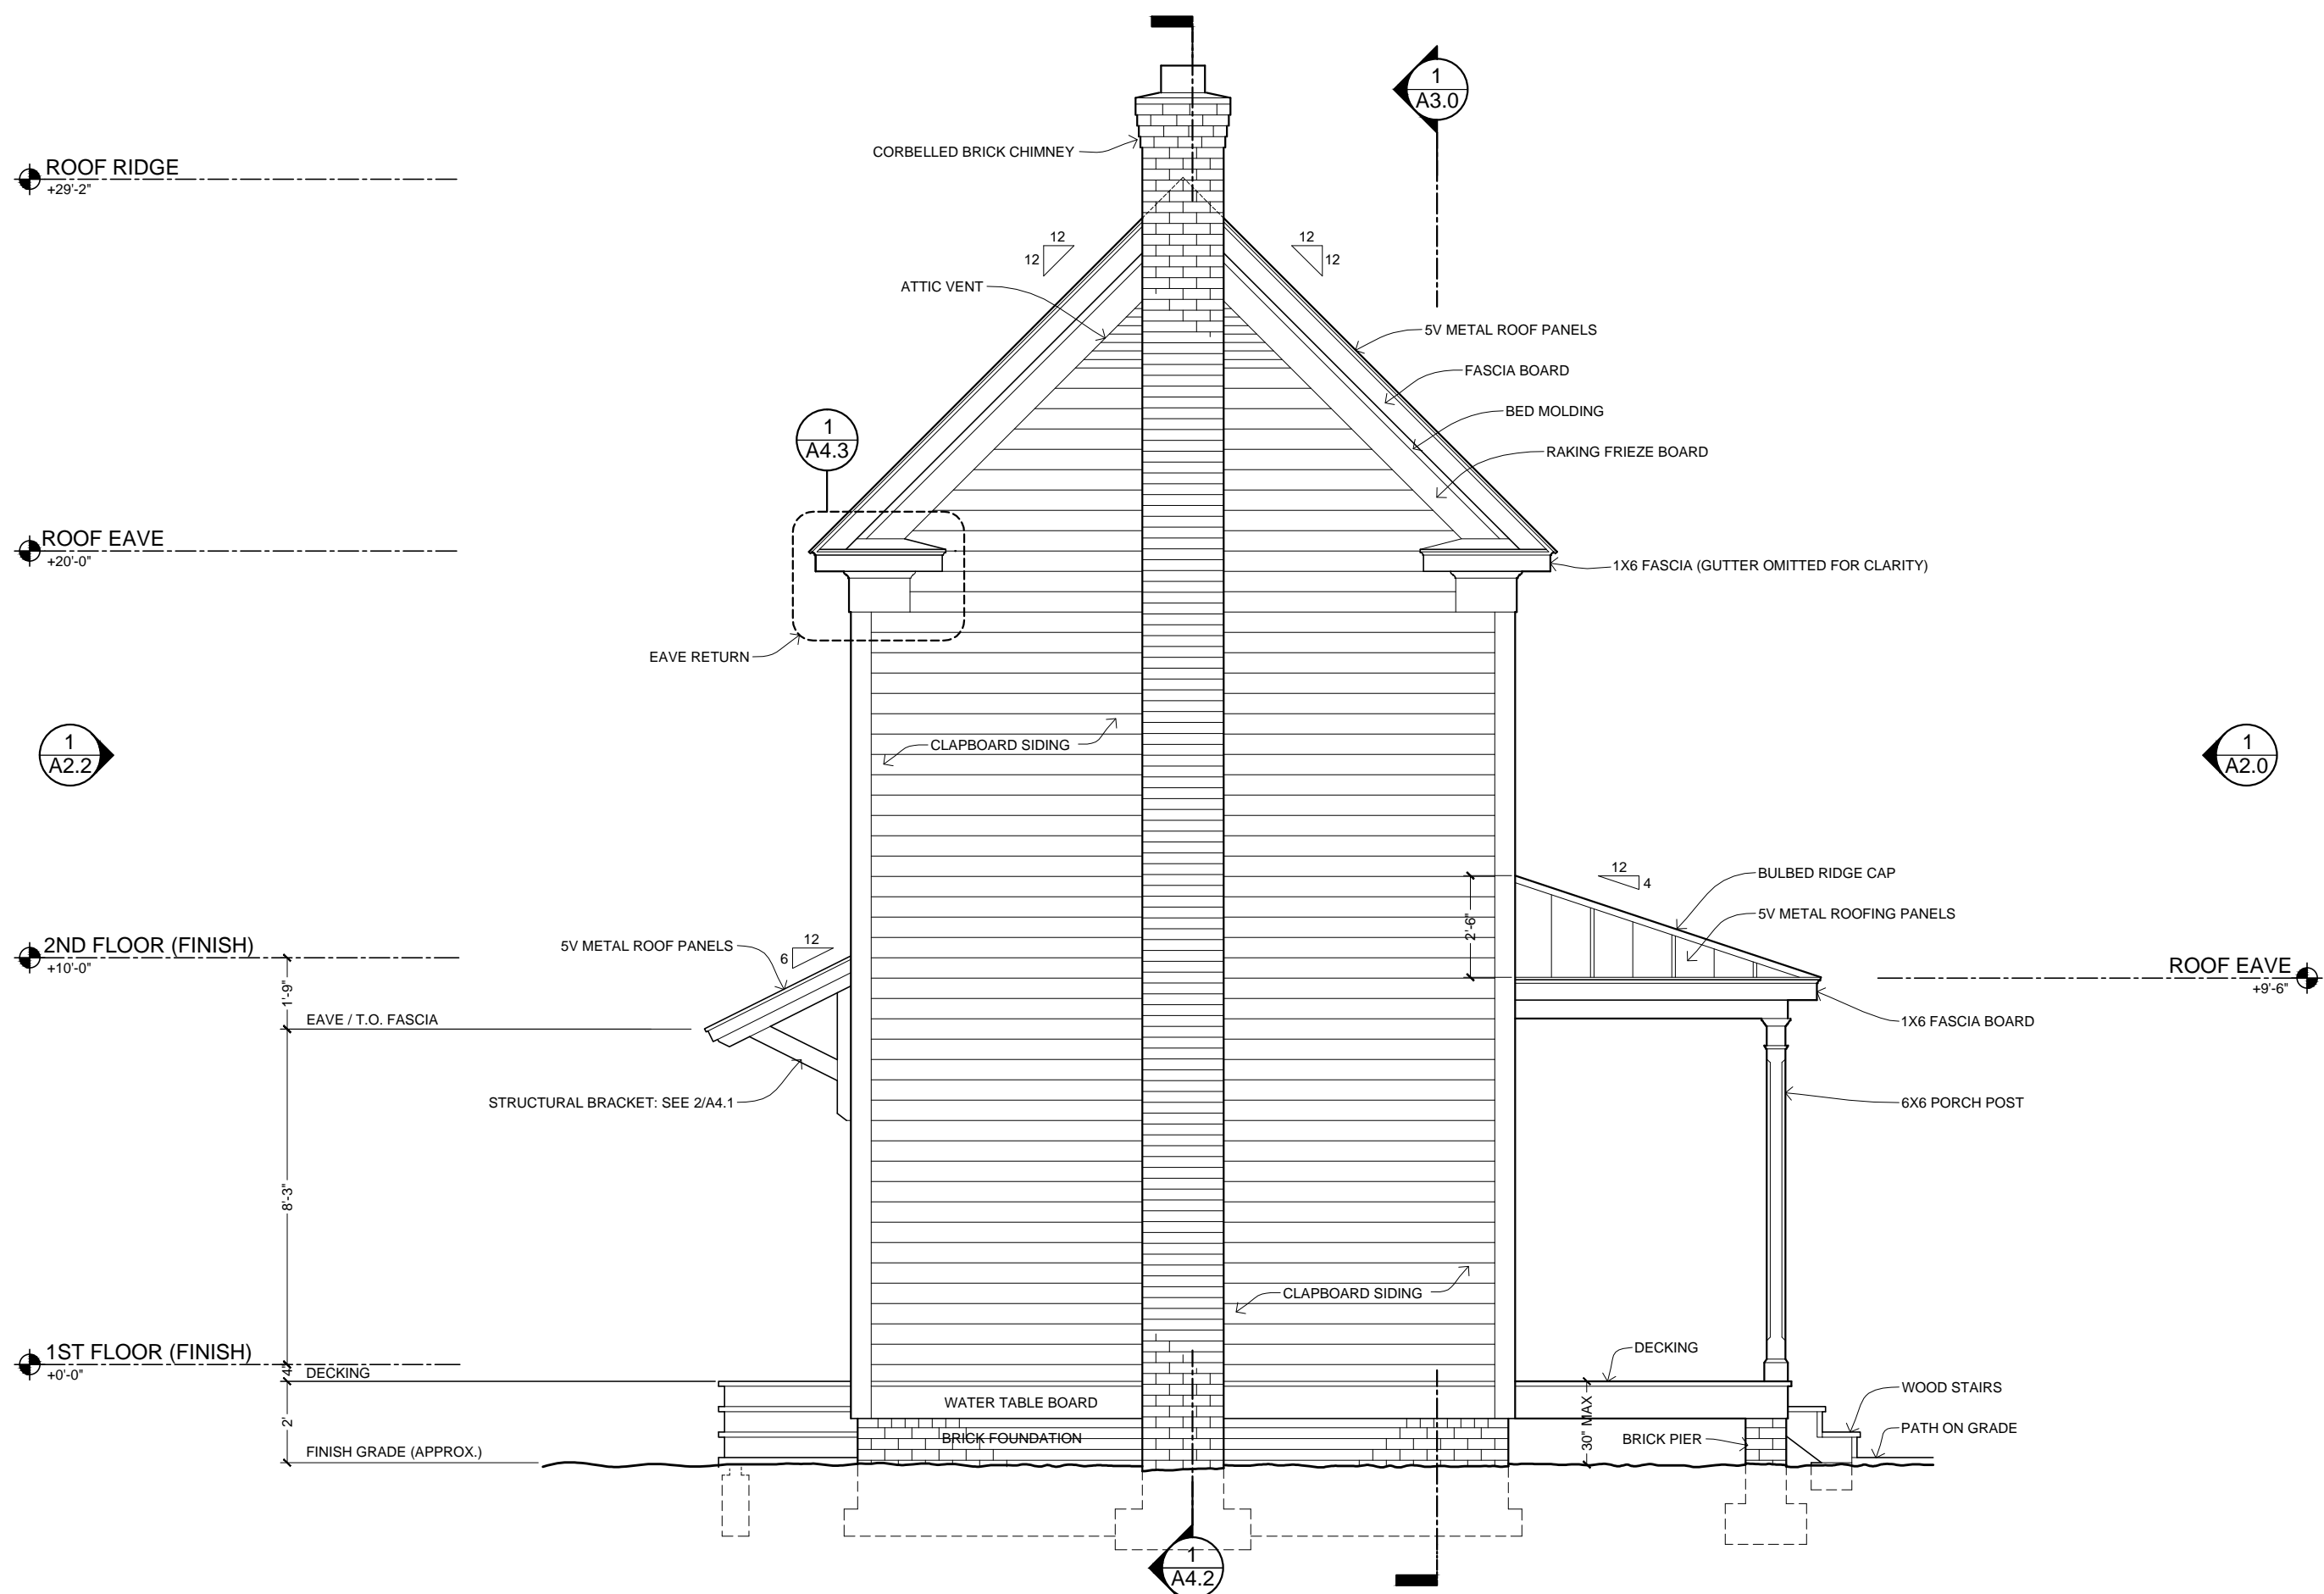 1
A3.0
CORBELLED BRICK CHIMNEY
ROOF RIDGE
+29'-2"
12
12
12
12
ATTIC VENT
5V METAL ROOF PANELS
FASCIA BOARD
BED MOLDING
1
A4.3
RAKING FRIEZE BOARD
ROOF EAVE
+20'-0"
1X6 FASCIA (GUTTER OMITTED FOR CLARITY)
EAVE RETURN
1
A2.2
CLAPBOARD SIDING
1
A2.0
12
4
BULBED RIDGE CAP
2'-6"
5V METAL ROOFING PANELS
2ND FLOOR (FINISH)
+10'-0"
5V METAL ROOF PANELS
12
6
ROOF EAVE
+9'-6"
1'-9"
EAVE / T.O. FASCIA
1X6 FASCIA BOARD
STRUCTURAL BRACKET: SEE 2/A4.1
6X6 PORCH POST
8'-3"
CLAPBOARD SIDING
1ST FLOOR (FINISH)
+0'-0"
4"
DECKING
DECKING
WOOD STAIRS
WATER TABLE BOARD
2'
30" MAX
PATH ON GRADE
BRICK FOUNDATION
BRICK PIER
FINISH GRADE (APPROX.)
1
A4.2